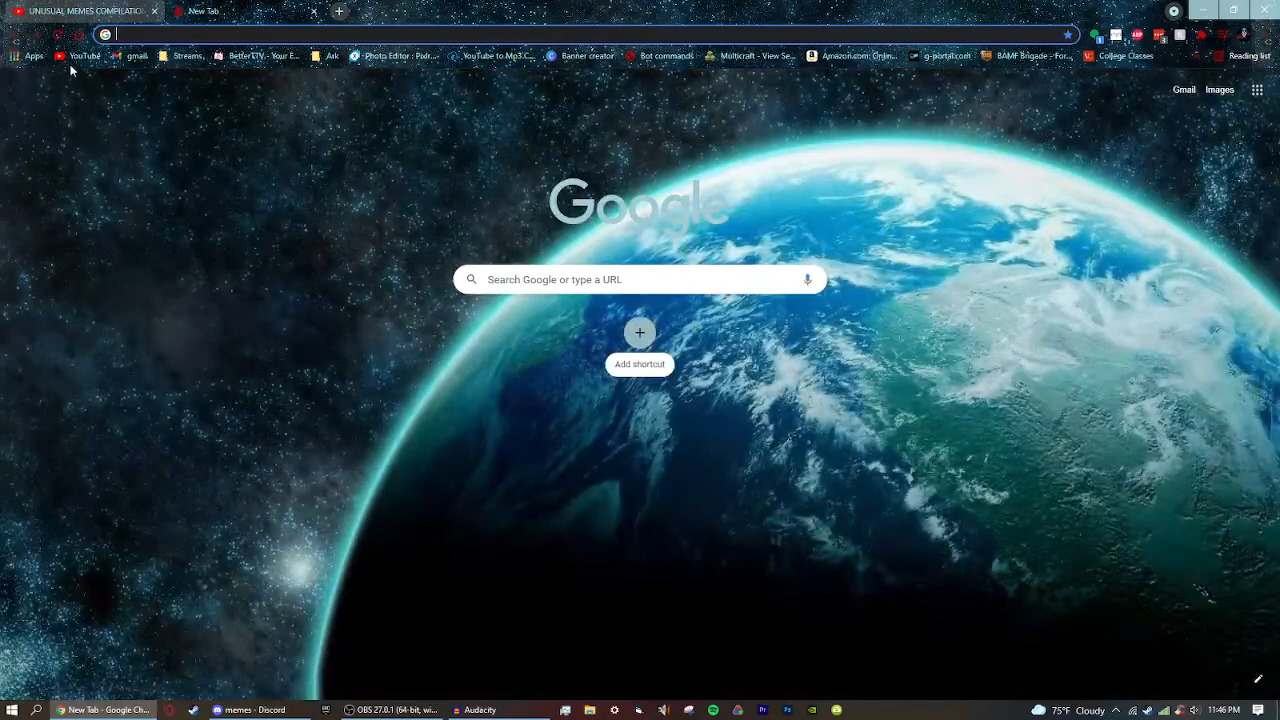 UNUSUAL MEMES COMPILATION
New Tab
Apps YouTube gmail Streams BetterTTV - Your E... Ark Photo Editor : Pixlr... YouTube to Mp3 C... Banner creator Bot commands Multicraft - View Se... Amazon.com: Onlin... g-portal.com BAMF Brigade - For... College Classes Reading list
Gmail Images
Google
Search Google or type a URL
Add shortcut
New Tab - Google Ch... memes - Discord OBS 27.0.1 (64-bit, wi... Audacity 75°F Cloudy 11:46 PM